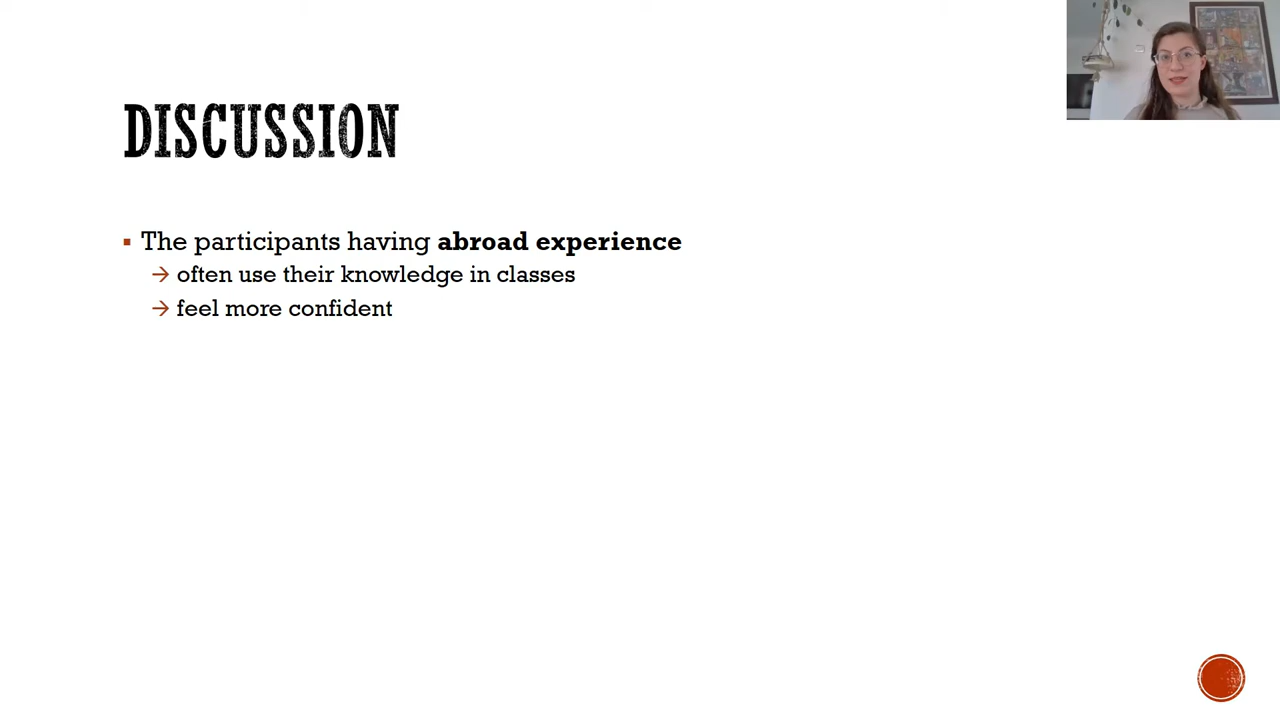 DISCUSSION
▪ The participants having abroad experience
→ often use their knowledge in classes
→ feel more confident